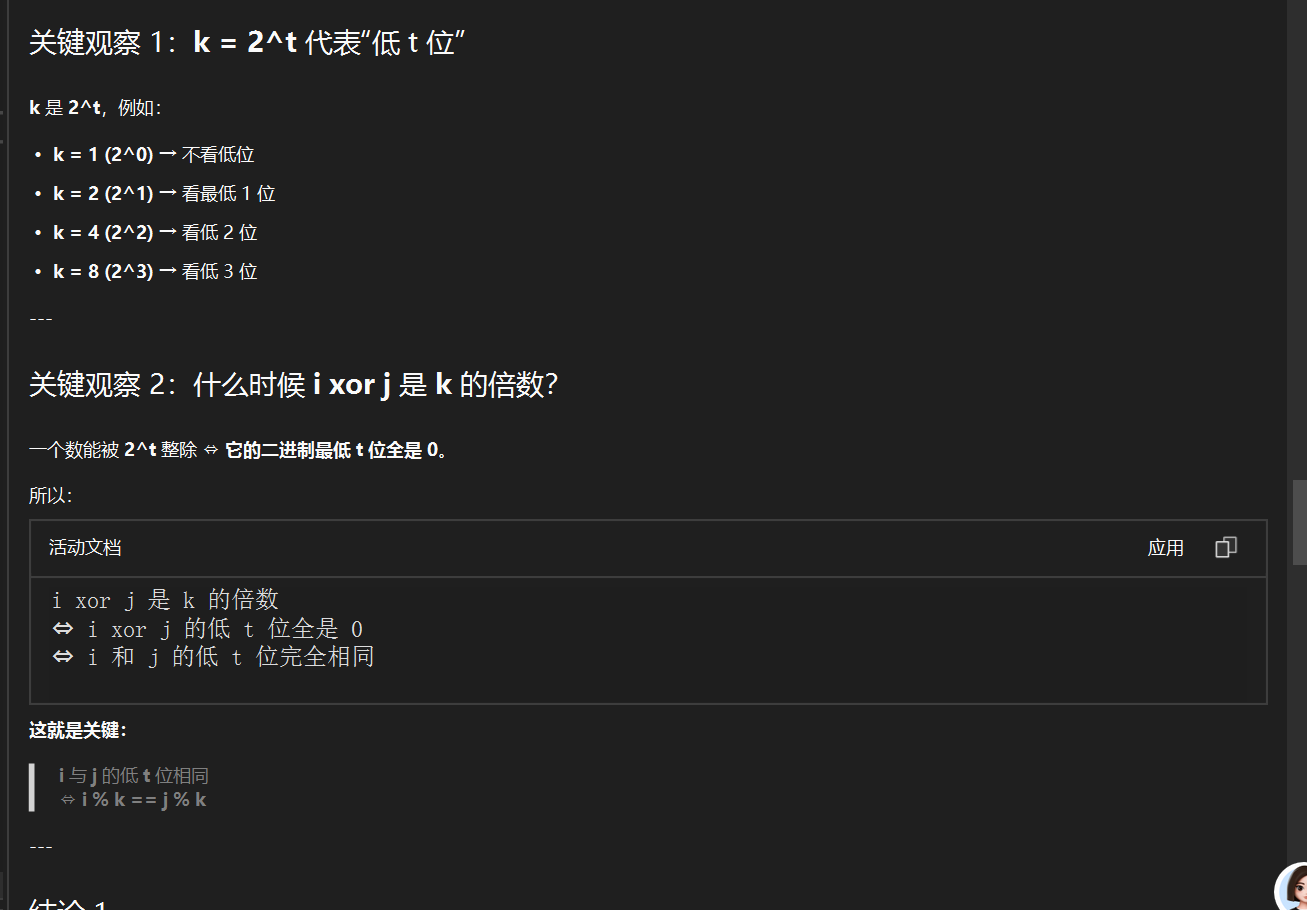 关键观察 1：k = 2^t 代表“低 t 位”
k 是 2^t，例如：
• k = 1 (2^0) → 不看低位
• k = 2 (2^1) → 看最低 1 位
• k = 4 (2^2) → 看低 2 位
• k = 8 (2^3) → 看低 3 位
---
关键观察 2：什么时候 i xor j 是 k 的倍数？
一个数能被 2^t 整除 ⇔ 它的二进制最低 t 位全是 0。
所以：
活动文档 应用
i xor j 是 k 的倍数
⇔ i xor j 的低 t 位全是 0
⇔ i 和 j 的低 t 位完全相同
这就是关键：
i 与 j 的低 t 位相同
⇔ i % k == j % k
---
结论 1